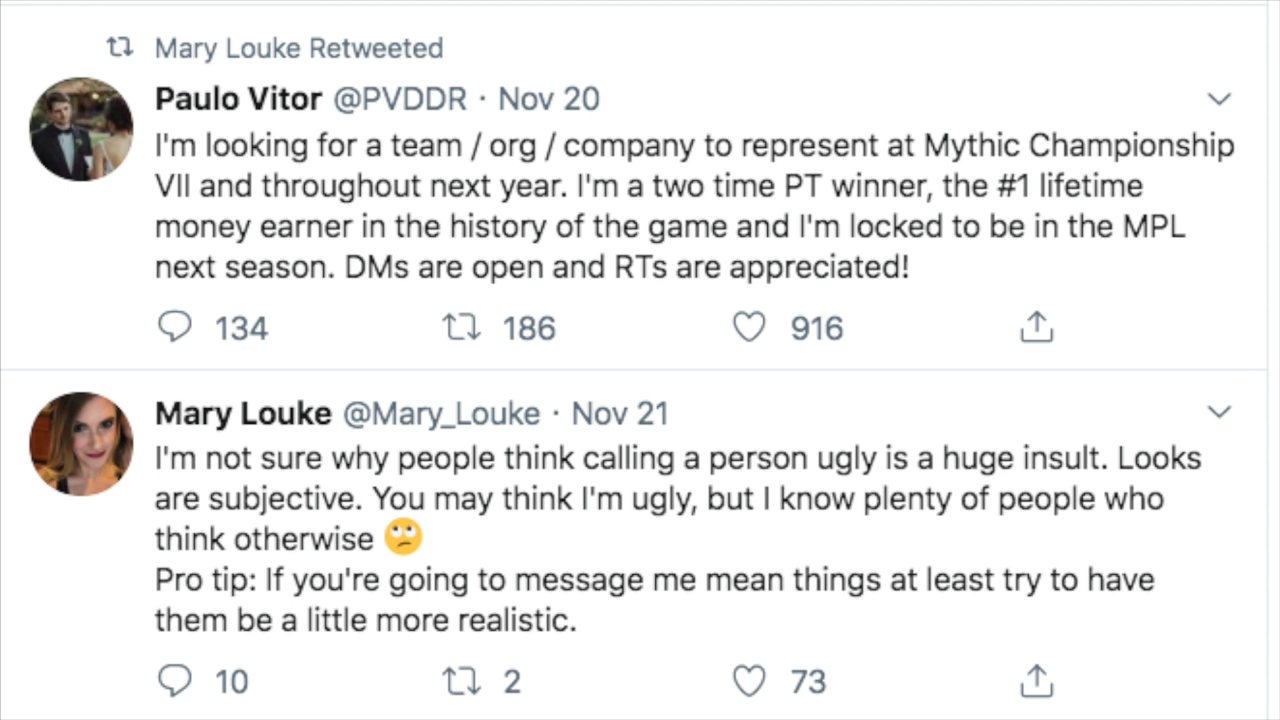 Mary Louke Retweeted
Paulo Vitor @PVDDR · Nov 20
I'm looking for a team / org / company to represent at Mythic Championship
VII and throughout next year. I'm a two time PT winner, the #1 lifetime
money earner in the history of the game and I'm locked to be in the MPL
next season. DMs are open and RTs are appreciated!
134 186 916
Mary Louke @Mary_Louke · Nov 21
I'm not sure why people think calling a person ugly is a huge insult. Looks
are subjective. You may think I'm ugly, but I know plenty of people who
think otherwise 🙄
Pro tip: If you're going to message me mean things at least try to have
them be a little more realistic.
10 2 73